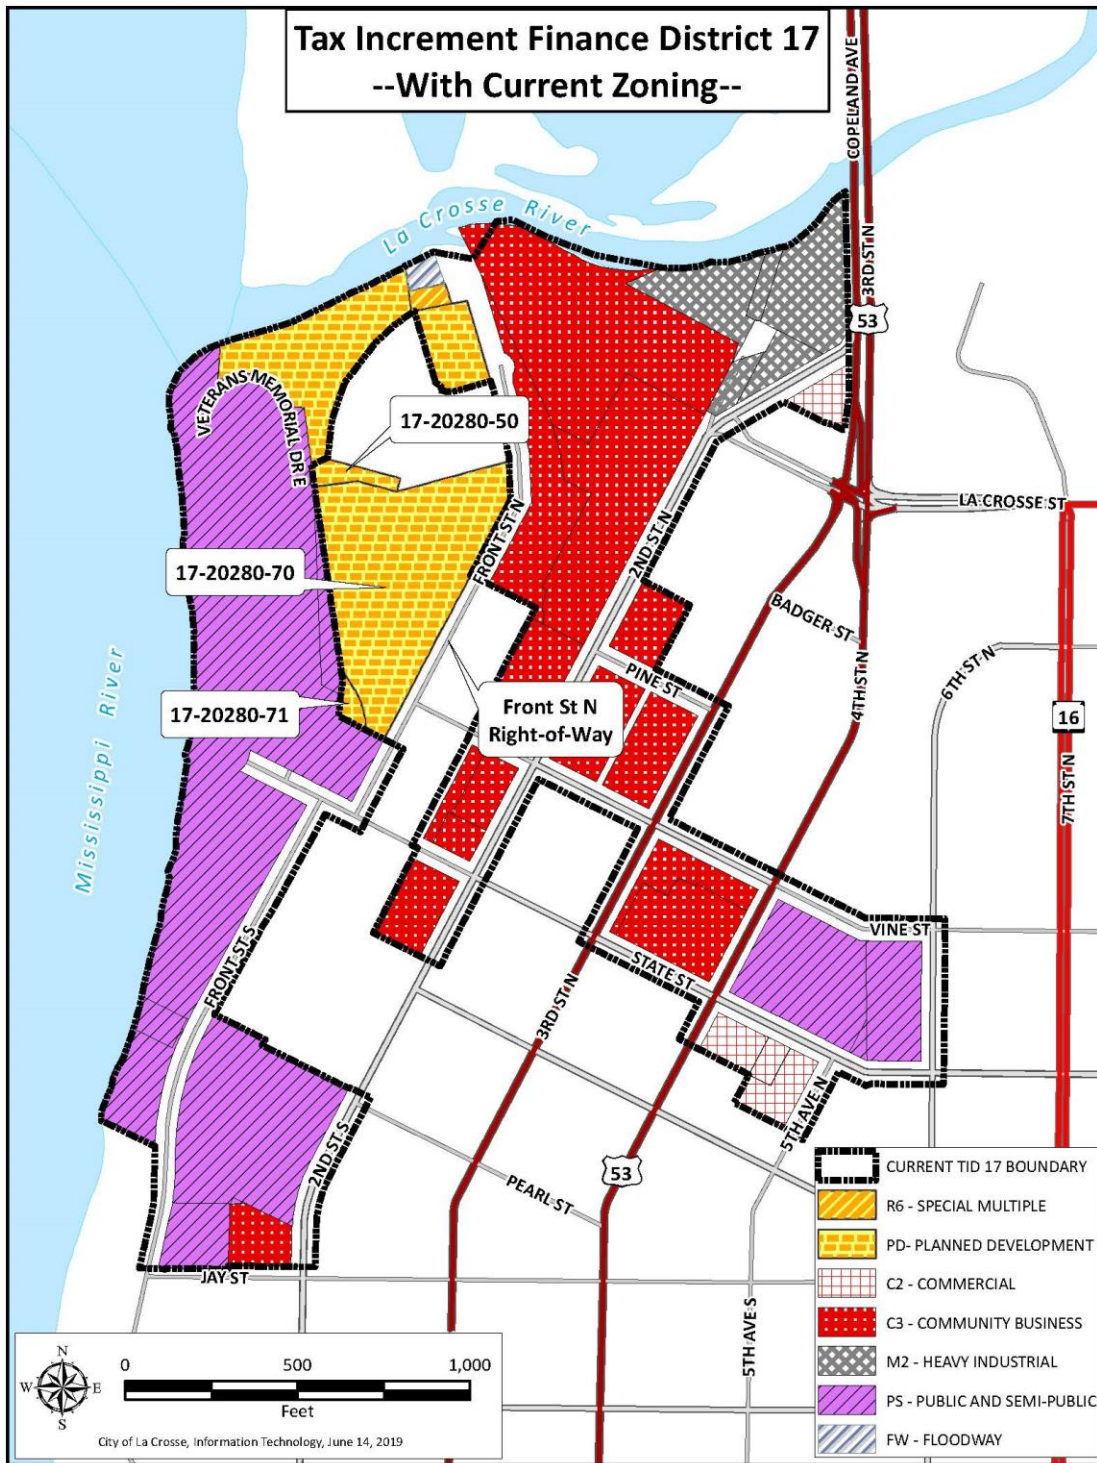 Tax Increment Finance District 17
--With Current Zoning--
COPELAND AVE
La Crosse River
3RD ST N
53
VETERANS MEMORIAL DR E
17-20280-50
LA CROSSE ST
FRONT ST N
2ND ST N
17-20280-70
BADGER ST
6TH ST N
PINE ST
4TH ST N
Mississippi River
17-20280-71
Front St N
Right-of-Way
16
7TH ST N
VINE ST
FRONT ST S
STATE ST
3RD ST N
5TH AVE N
2ND ST S
53
PEARL ST
JAY ST
5TH AVE S
CURRENT TID 17 BOUNDARY
R6 - SPECIAL MULTIPLE
PD- PLANNED DEVELOPMENT
C2 - COMMERCIAL
C3 - COMMUNITY BUSINESS
M2 - HEAVY INDUSTRIAL
PS - PUBLIC AND SEMI-PUBLIC
FW - FLOODWAY
N
W E
S
0 500 1,000
Feet
City of La Crosse, Information Technology, June 14, 2019